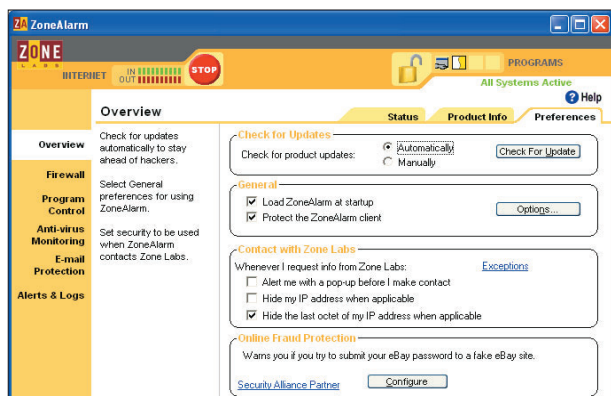 ZA ZoneAlarm
ZONE
LABS
INTERNET
IN
OUT
STOP
PROGRAMS
All Systems Active
? Help
Overview
Status
Product Info
Preferences
Overview
Firewall
Program
Control
Anti-virus
Monitoring
E-mail
Protection
Alerts & Logs
Check for updates
automatically to stay
ahead of hackers.
Select General
preferences for using
ZoneAlarm.
Set security to be used
when ZoneAlarm
contacts Zone Labs.
Check for Updates
Check for product updates:
Automatically
Manually
Check For Update
General
Load ZoneAlarm at startup
Protect the ZoneAlarm client
Options...
Contact with Zone Labs
Whenever I request info from Zone Labs:
Exceptions
Alert me with a pop-up before I make contact
Hide my IP address when applicable
Hide the last octet of my IP address when applicable
Online Fraud Protection
Warns you if you try to submit your eBay password to a fake eBay site.
Security Alliance Partner
Configure